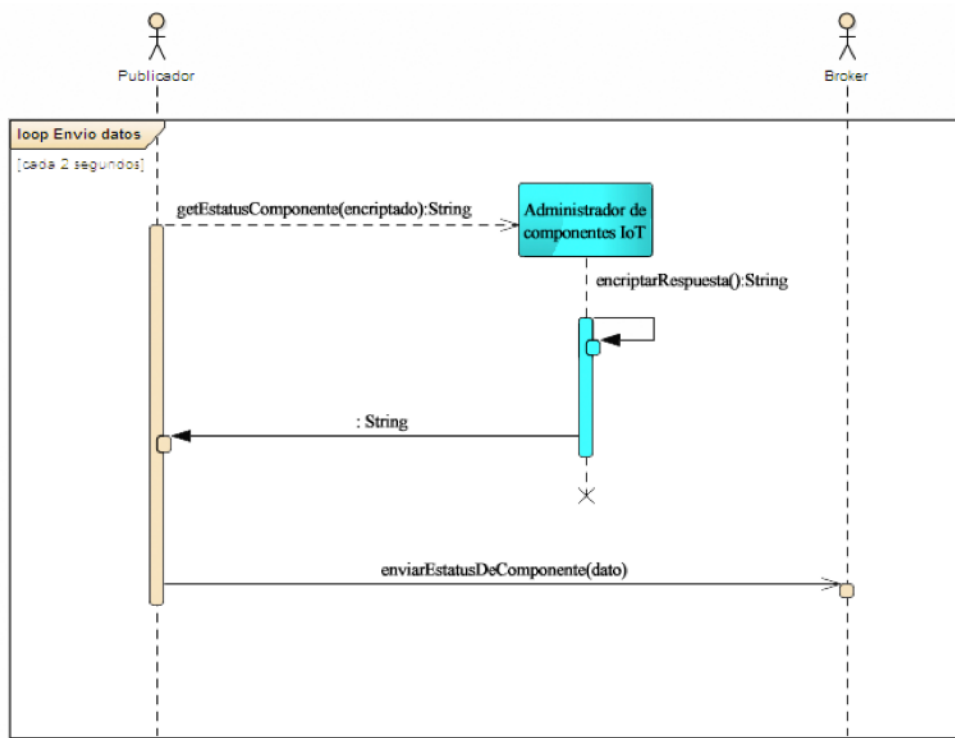 Publicador
Broker
loop Envio datos
[cada 2 segundos]
getEstatusComponente(encriptado):String
Administrador de
componentes IoT
encriptarRespuesta():String
: String
enviarEstatusDeComponente(dato)